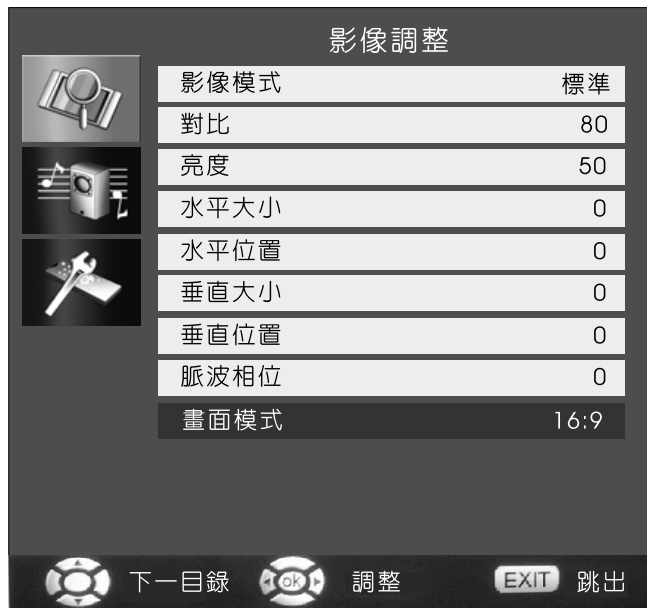 影像調整
影像模式 標準
對比 80
亮度 50
水平大小 0
水平位置 0
垂直大小 0
垂直位置 0
脈波相位 0
畫面模式 16:9
下一目錄 OK 調整 EXIT 跳出